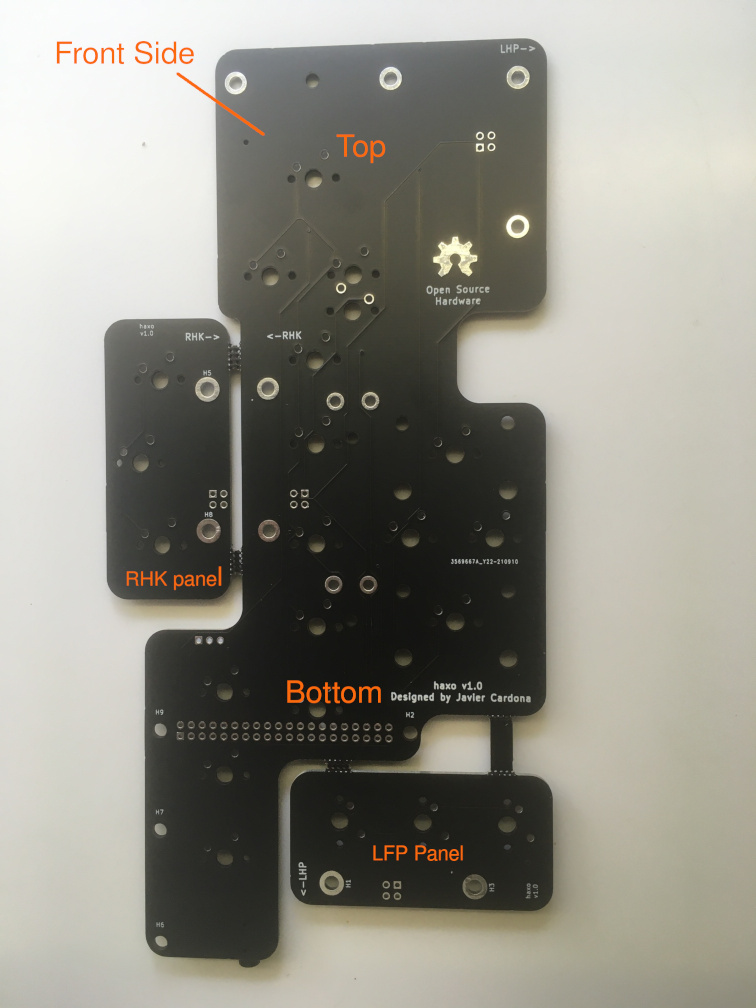 Front Side
LHP->
Top
Open Source
Hardware
haxo
v1.0
RHK->
<-RHK
H5
H8
3569667A_Y22-210910
RHK panel
Bottom
haxo v1.0
Designed by Javier Cardona
H9
H2
H7
LFP Panel
<-LHP
H1
H3
haxo
v1.0
H6